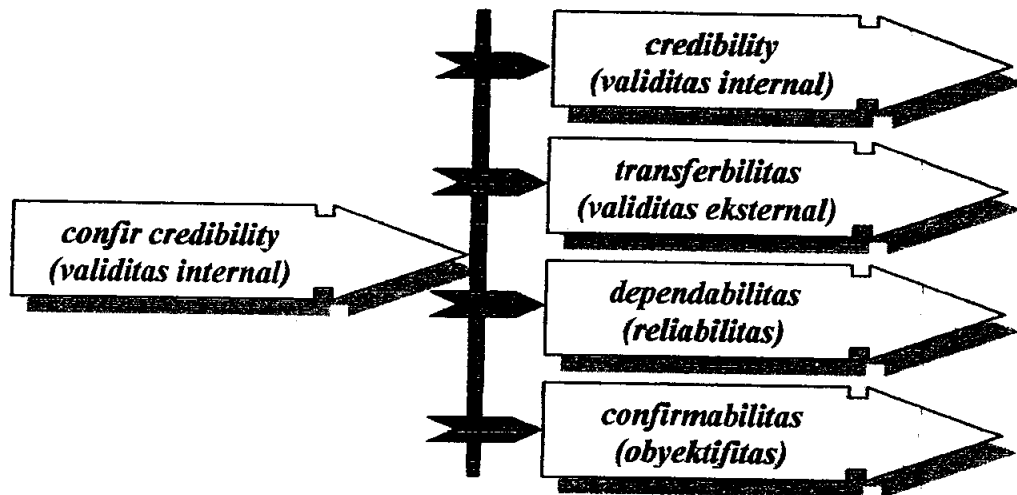 confir credibility
(validitas internal)
credibility
(validitas internal)
transferbilitas
(validitas eksternal)
dependabilitas
(reliabilitas)
confirmabilitas
(obyektifitas)